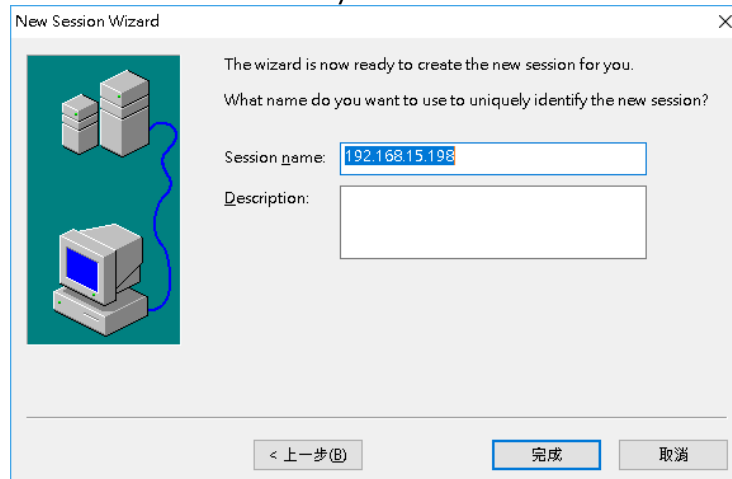 New Session Wizard
The wizard is now ready to create the new session for you.
What name do you want to use to uniquely identify the new session?
Session name: 192.168.15.198
Description:
< 上一步(B) 完成 取消